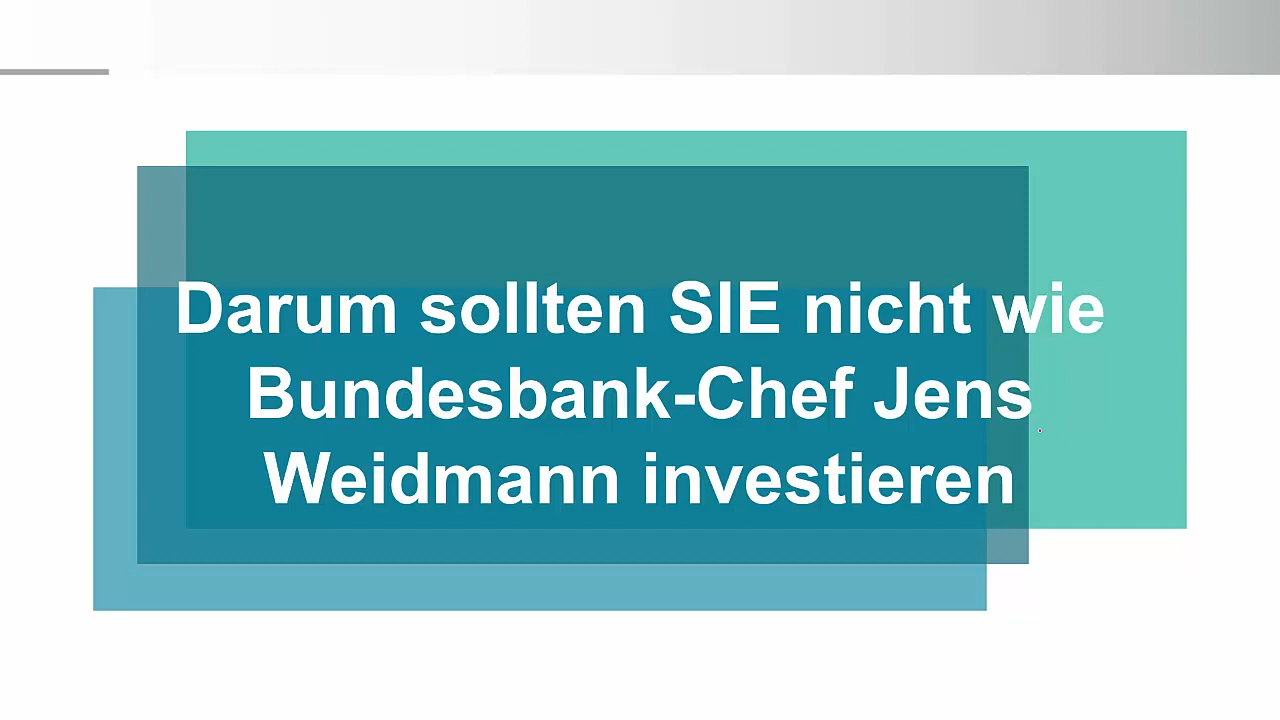 Darum sollten SIE nicht wie
Bundesbank-Chef Jens
Weidmann investieren